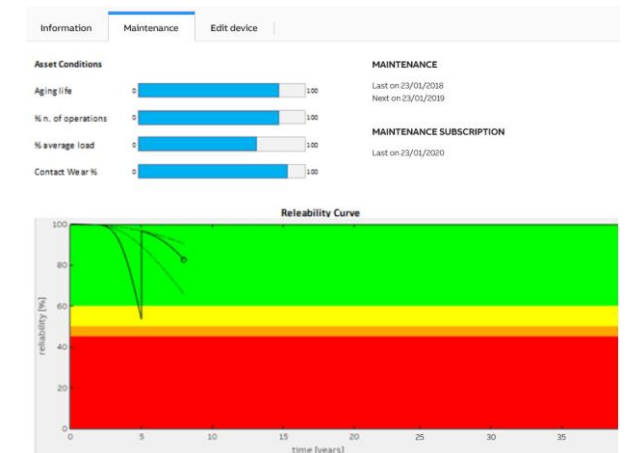 Information Maintenance Edit device
Asset Conditions
Aging life 0 100
% n. of operations 0 100
% average load 0 100
Contact Wear % 0 100
MAINTENANCE
Last on 23/01/2018
Next on 23/01/2019
MAINTENANCE SUBSCRIPTION
Last on 23/01/2020
Releability Curve
100
80
60
40
20
0
reliability [%]
0 5 10 15 20 25 30 35
time [years]